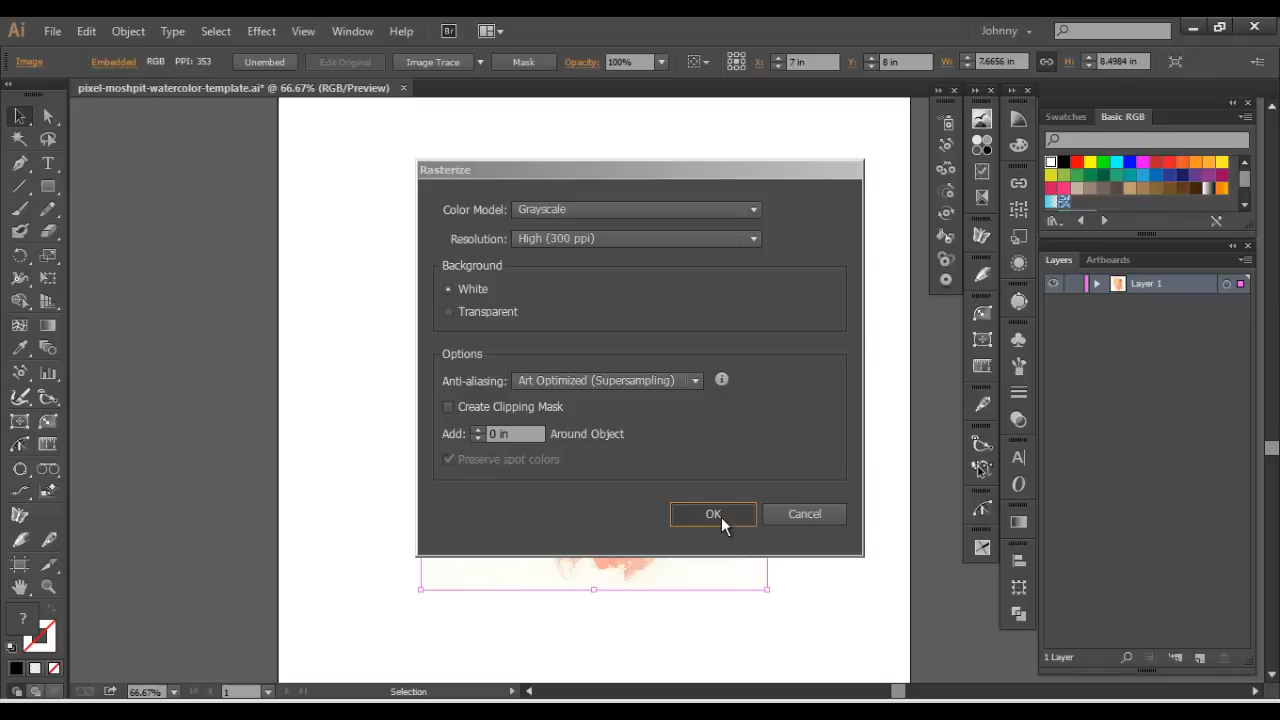 Ai File Edit Object Type Select Effect View Window Help Br Johnny
Image Embedded RGB PPI: 353 Unembed Edit Original Image Trace Mask Opacity: 100% X: 7 in Y: 8 in W: 7.6656 in H: 8.4984 in
pixel-moshpit-watercolor-template.ai* @ 66.67% (RGB/Preview)
Swatches Basic RGB
Rasterize
Color Model: Grayscale
Resolution: High (300 ppi)
Background
White
Transparent
Layers Artboards
Layer 1
Options
Anti-aliasing: Art Optimized (Supersampling)
Create Clipping Mask
Add: 0 in Around Object
Preserve spot colors
OK Cancel
1 Layer
66.67% 1 Selection